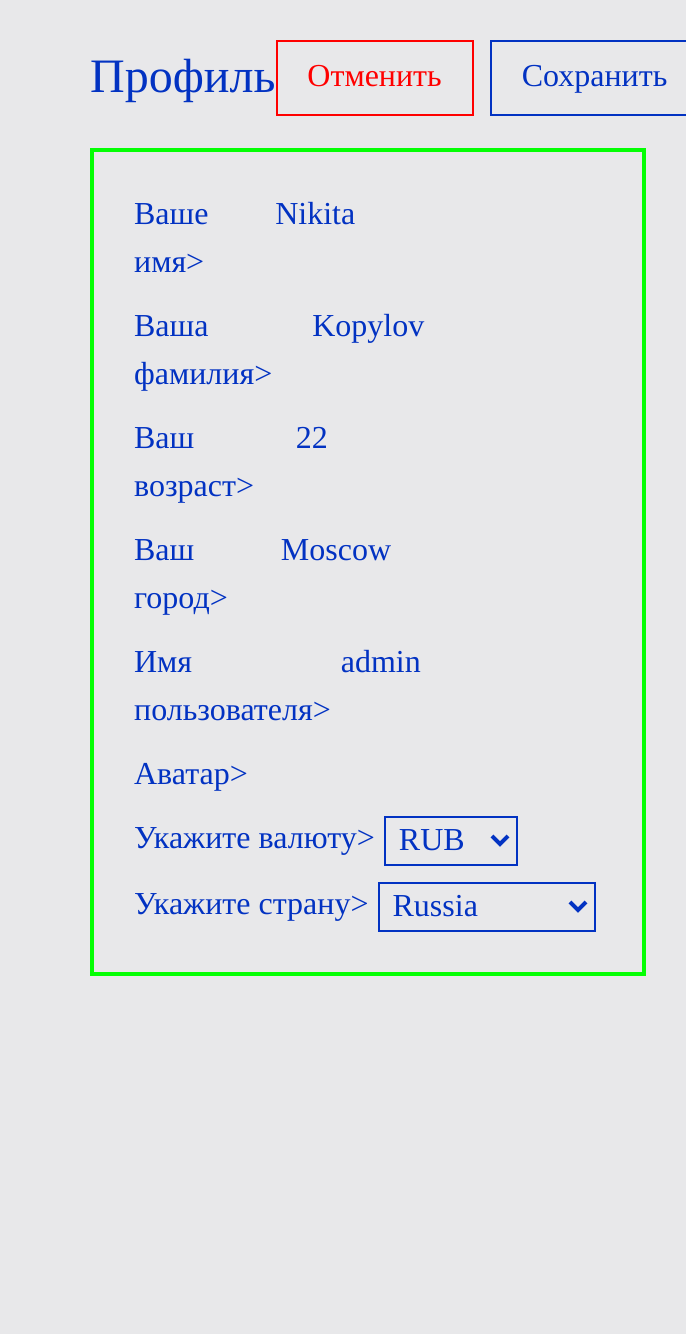 Профиль Отменить Сохранить
Ваше Nikita
имя>
Ваша Kopylov
фамилия>
Ваш 22
возраст>
Ваш Moscow
город>
Имя admin
пользователя>
Аватар>
Укажите валюту> RUB
Укажите страну> Russia